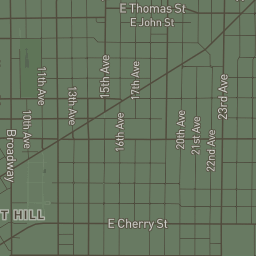 E Thomas St
E John St
11th Ave
10th Ave
Broadway
13th Ave
15th Ave
17th Ave
16th Ave
20th Ave
21st Ave
22nd Ave
23rd Ave
T HILL
E Cherry St